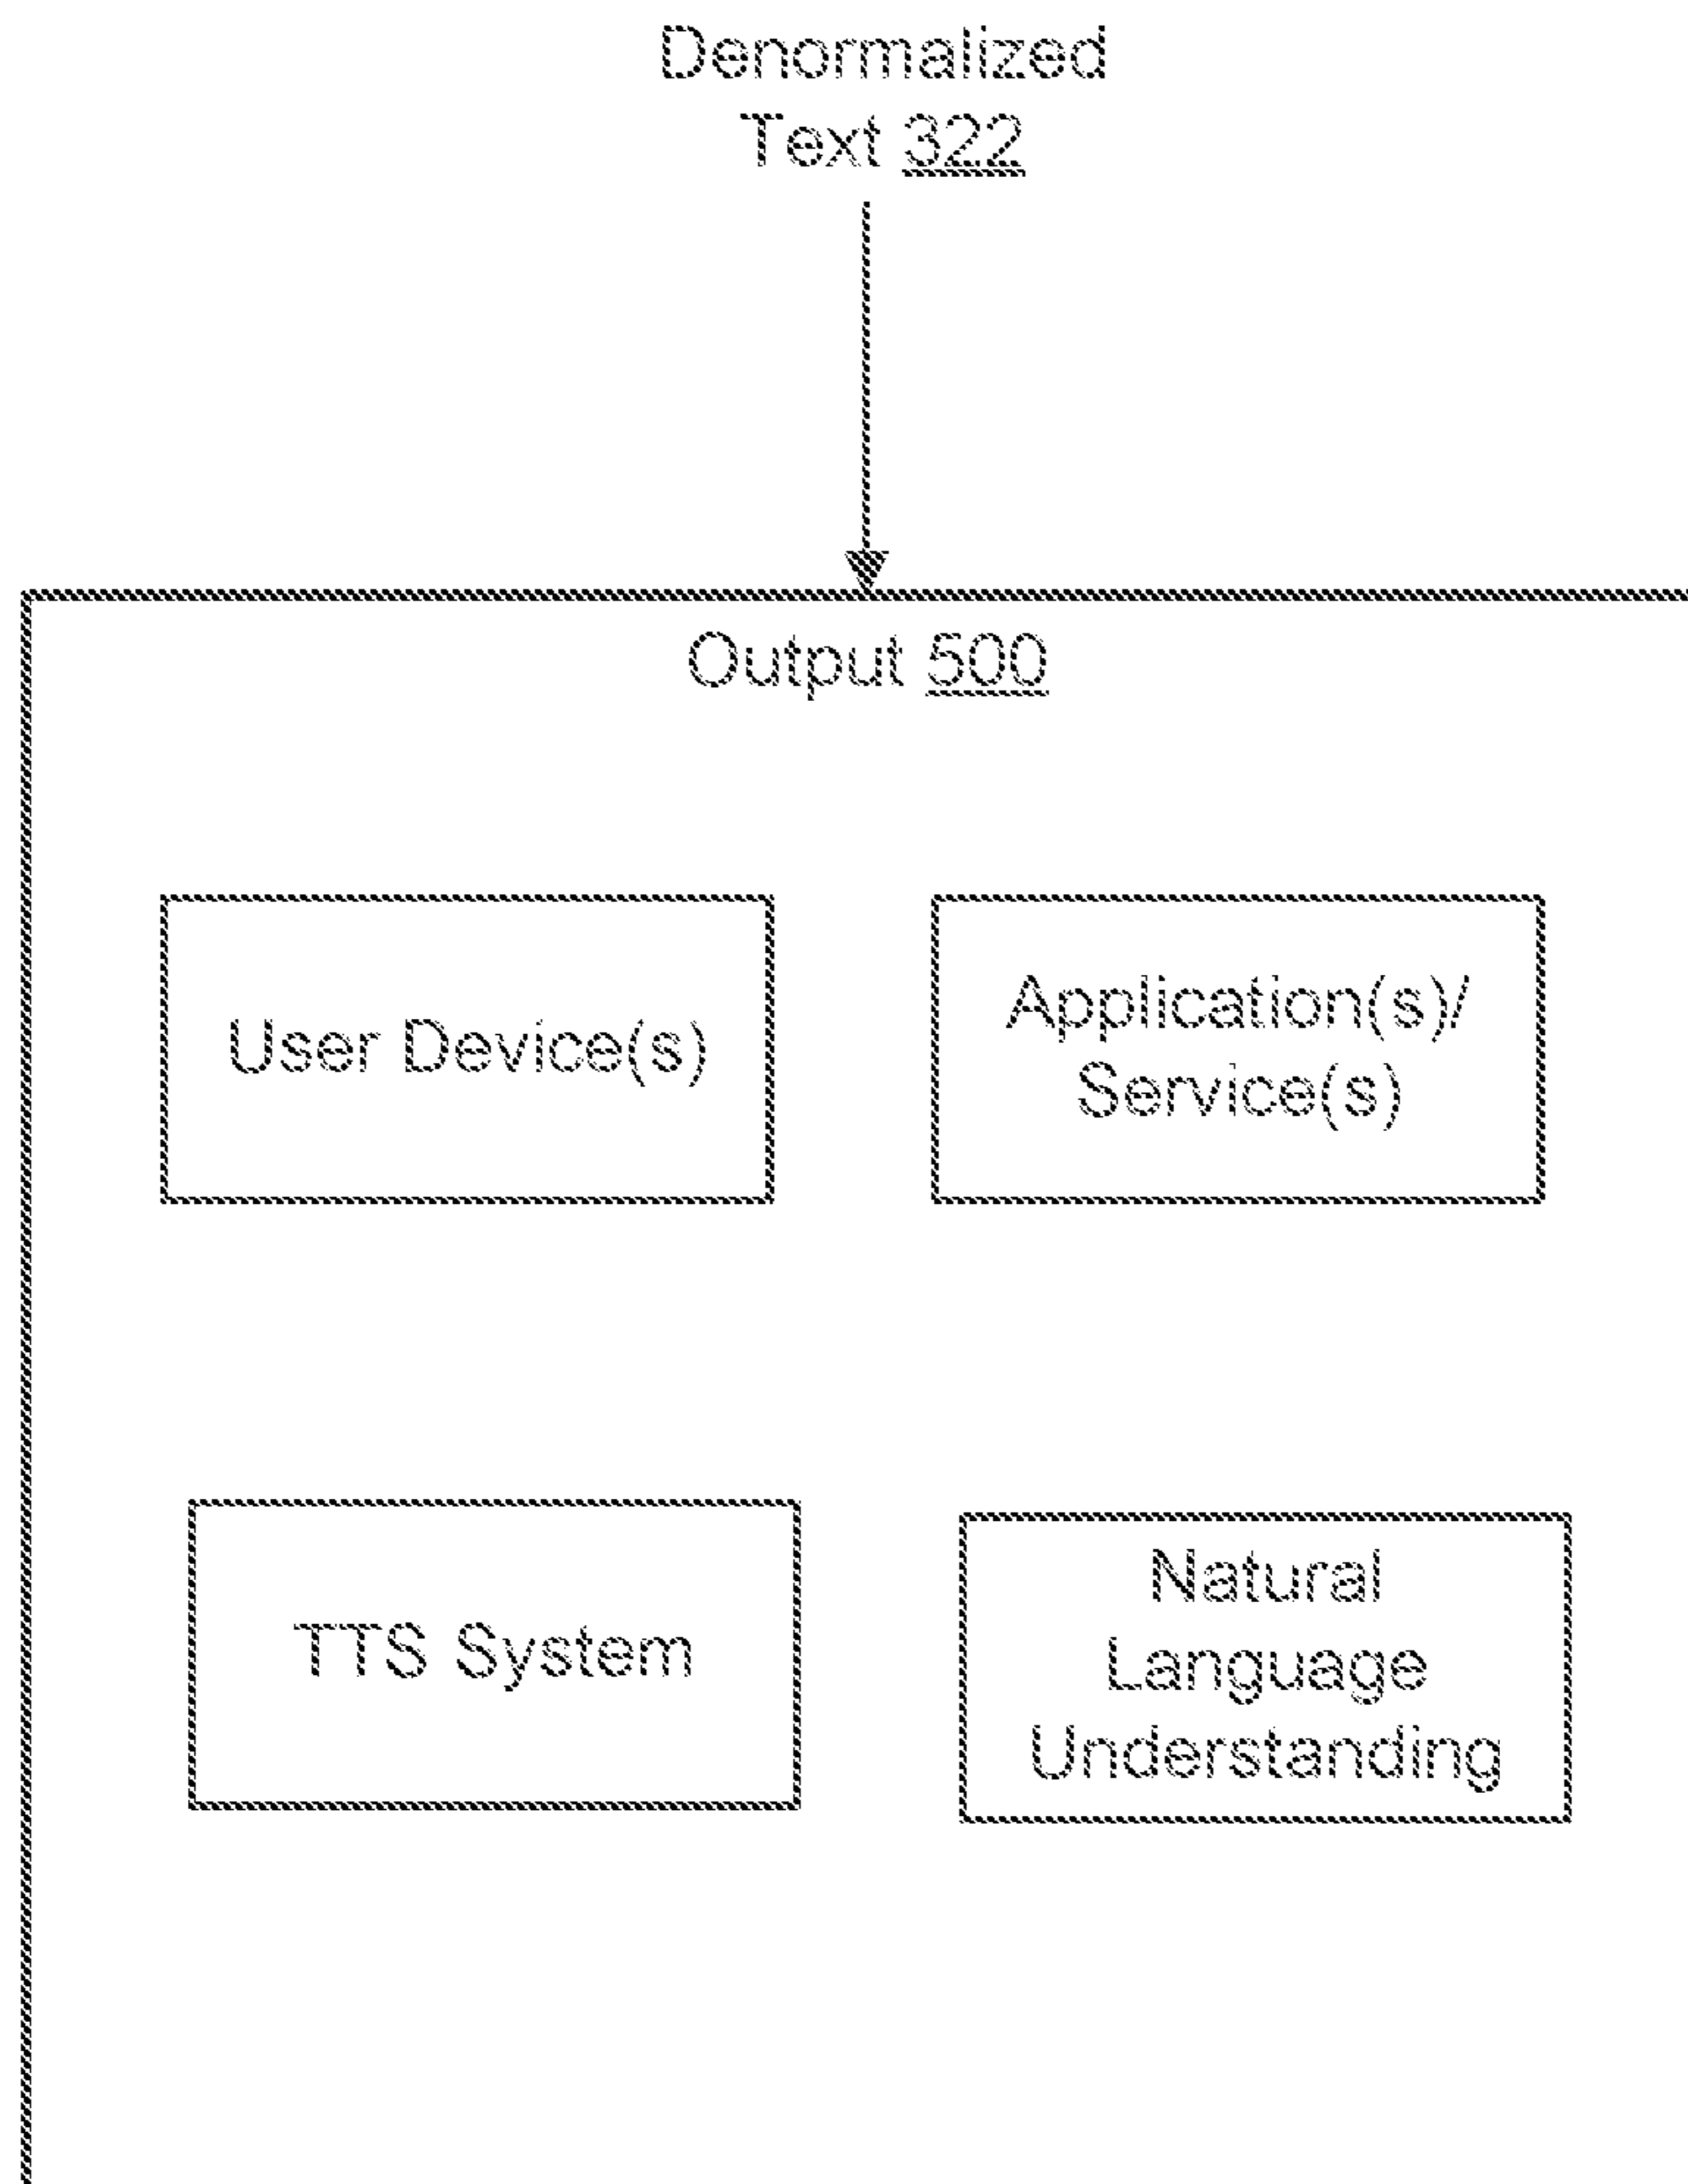 Denormalized
Text 322
Output 500
User Device(s)
Application(s)/
Service(s)
TTS System
Natural
Language
Understanding